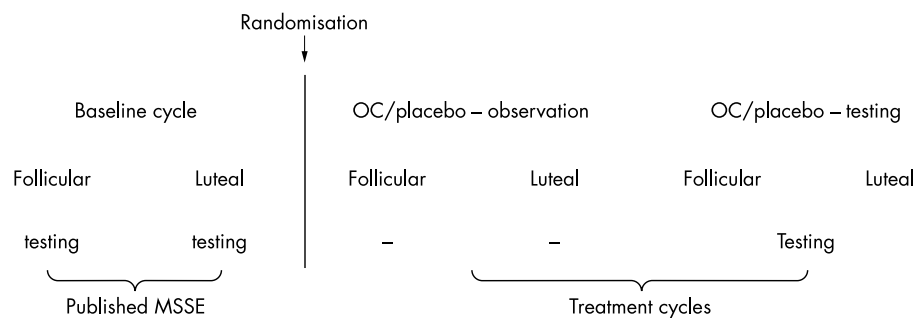 Randomisation
Baseline cycle OC/placebo – observation OC/placebo – testing
Follicular Luteal Follicular Luteal Follicular Luteal
testing testing – – Testing
Published MSSE Treatment cycles